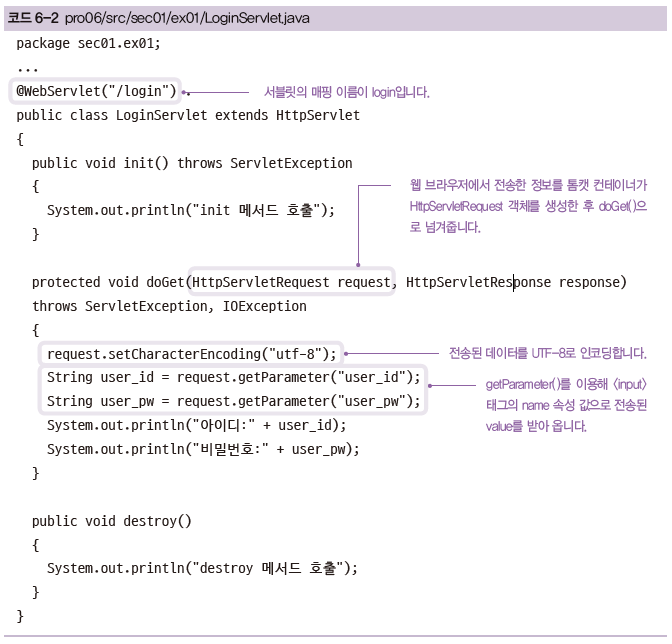 코드 6-2 pro06/src/sec01/ex01/LoginServlet.java
package sec01.ex01;
...
@WebServlet("/login")
서블릿의 매핑 이름이 login입니다.
public class LoginServlet extends HttpServlet
{
public void init() throws ServletException
{
System.out.println("init 메서드 호출");
}
웹 브라우저에서 전송한 정보를 톰캣 컨테이너가
HttpServletRequest 객체를 생성한 후 doGet()으
로 넘겨줍니다.
protected void doGet(HttpServletRequest request, HttpServletResponse response)
throws ServletException, IOException
{
request.setCharacterEncoding("utf-8");
전송된 데이터를 UTF-8로 인코딩합니다.
String user_id = request.getParameter("user_id");
String user_pw = request.getParameter("user_pw");
getParameter()를 이용해 <input>
태그의 name 속성 값으로 전송된
value를 받아 옵니다.
System.out.println("아이디:" + user_id);
System.out.println("비밀번호:" + user_pw);
}
public void destroy()
{
System.out.println("destroy 메서드 호출");
}
}